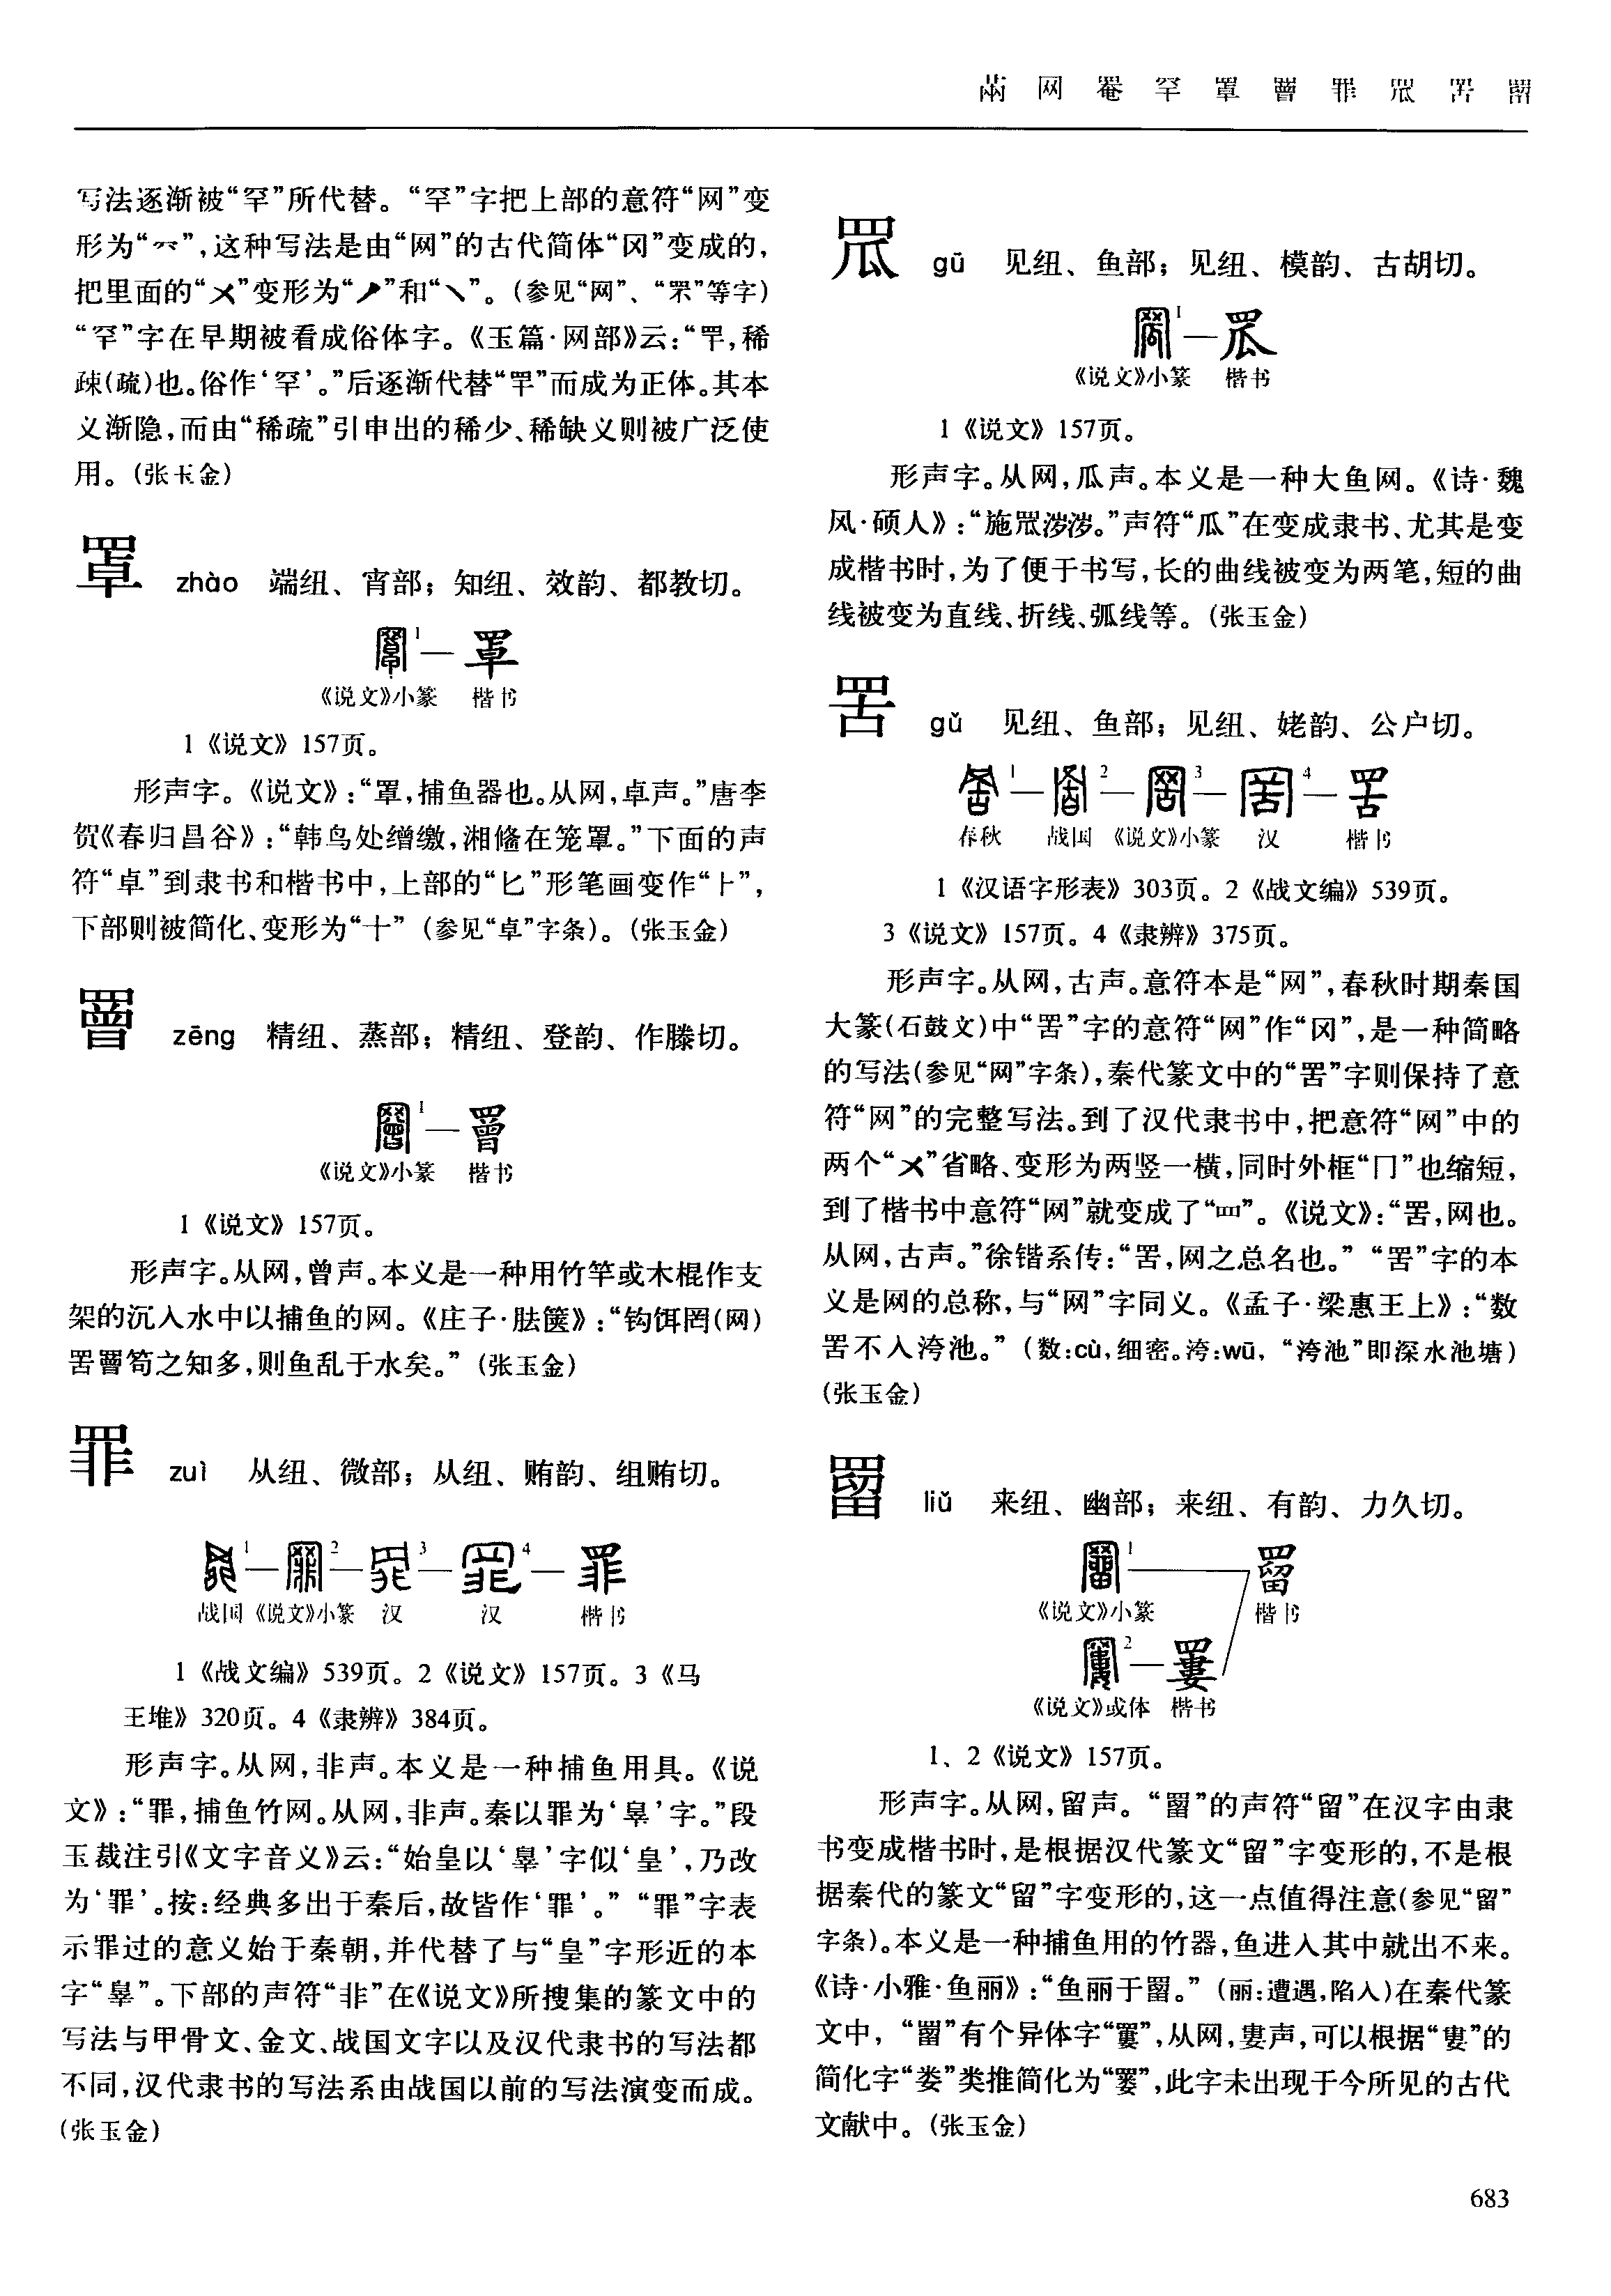 㒼 网 罨 罕 罩 罾 罪 罛 罟 罶
写法逐渐被“罕”所代替。“罕”字把上部的意符“网”变
形为“⺳”,这种写法是由“网”的古代简体“冈”变成的,
把里面的“㐅”变形为“丿”和“㇏”。(参见“网”、“罙”等字)
“罕”字在早期被看成俗体字。《玉篇·网部》云:“罕,稀
疎(疏)也。俗作‘罕’。”后逐渐代替“罕”而成为正体。其本
义渐隐,而由“稀疏”引申出的稀少、稀缺义则被广泛使
用。(张玉金)
罩 zhào 端纽、宵部;知纽、效韵、都教切。
1—罩
《说文》小篆 楷书
1《说文》157页。
形声字。《说文》:“罩,捕鱼器也。从网,卓声。”唐李
贺《春归昌谷》:“韩鸟处缯缴,湘鯈在笼罩。”下面的声
符“卓”到隶书和楷书中,上部的“匕”形笔画变作“⺊”,
下部则被简化、变形为“十”(参见“卓”字条)。(张玉金)
罾 zēng 精纽、蒸部;精纽、登韵、作滕切。
1—罾
《说文》小篆 楷书
1《说文》157页。
形声字。从网,曾声。本义是一种用竹竿或木棍作支
架的沉入水中以捕鱼的网。《庄子·胠箧》:“钩饵罔(网)
罟罾笱之知多,则鱼乱于水矣。”(张玉金)
罪 zuì 从纽、微部;从纽、贿韵、组贿切。
1—2—3—4—罪
战国 《说文》小篆 汉 汉 楷书
1《战文编》539页。2《说文》157页。3《马
王堆》320页。4《隶辨》384页。
形声字。从网,非声。本义是一种捕鱼用具。《说
文》:“罪,捕鱼竹网。从网,非声。秦以罪为‘辠’字。”段
玉裁注引《文字音义》云:“始皇以‘辠’字似‘皇’,乃改
为‘罪’。按:经典多出于秦后,故皆作‘罪’。”“罪”字表
示罪过的意义始于秦朝,并代替了与“皇”字形近的本
字“辠”。下部的声符“非”在《说文》所搜集的篆文中的
写法与甲骨文、金文、战国文字以及汉代隶书的写法都
不同,汉代隶书的写法系由战国以前的写法演变而成。
(张玉金)
罛 gū 见纽、鱼部;见纽、模韵、古胡切。
1—罛
《说文》小篆 楷书
1《说文》157页。
形声字。从网,瓜声。本义是一种大鱼网。《诗·魏
风·硕人》:“施罛濊濊。”声符“瓜”在变成隶书、尤其是变
成楷书时,为了便于书写,长的曲线被变为两笔,短的曲
线被变为直线、折线、弧线等。(张玉金)
罟 gǔ 见纽、鱼部;见纽、姥韵、公户切。
1—2—3—4—罟
春秋 战国 《说文》小篆 汉 楷书
1《汉语字形表》303页。2《战文编》539页。
3《说文》157页。4《隶辨》375页。
形声字。从网,古声。意符本是“网”,春秋时期秦国
大篆(石鼓文)中“罟”字的意符“网”作“冈”,是一种简略
的写法(参见“网”字条),秦代篆文中的“罟”字则保持了意
符“网”的完整写法。到了汉代隶书中,把意符“网”中的
两个“㐅”省略、变形为两竖一横,同时外框“冂”也缩短,
到了楷书中意符“网”就变成了“罒”。《说文》:“罟,网也。
从网,古声。”徐锴系传:“罟,网之总名也。”“罟”字的本
义是网的总称,与“网”字同义。《孟子·梁惠王上》:“数
罟不入洿池。”(数:cù,细密。洿:wū,“洿池”即深水池塘)
(张玉金)
罶 liǔ 来纽、幽部;来纽、有韵、力久切。
1—罶
《说文》小篆 楷书
2—
《说文》或体 楷书
1、2《说文》157页。
形声字。从网,留声。“罶”的声符“留”在汉字由隶
书变成楷书时,是根据汉代篆文“留”字变形的,不是根
据秦代的篆文“留”字变形的,这一点值得注意(参见“留”
字条)。本义是一种捕鱼用的竹器,鱼进入其中就出不来。
《诗·小雅·鱼丽》:“鱼丽于罶。”(丽:遭遇,陷入)在秦代篆
文中,“罶”有个异体字“𦌁”,从网,婁声,可以根据“婁”的
简化字“娄”类推简化为“”,此字未出现于今所见的古代
文献中。(张玉金)
683